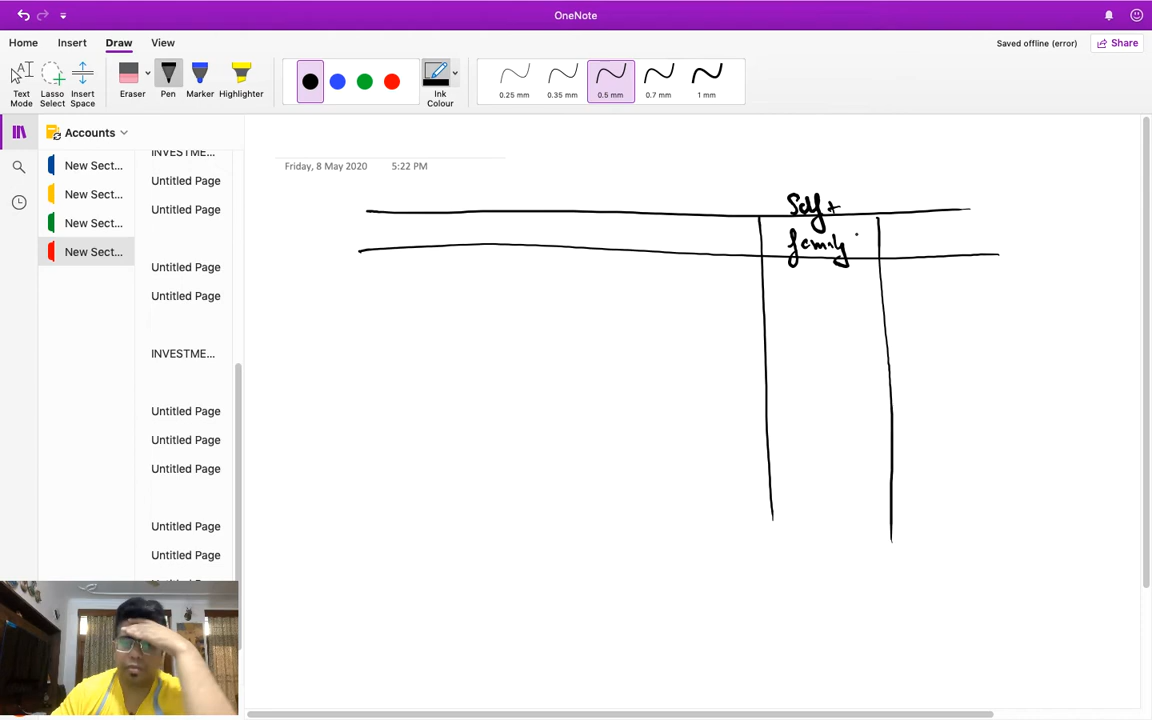 OneNote
Home Insert Draw View
Saved offline (error) Share
Text Mode
Lasso Select
Insert Space
Eraser
Pen
Marker
Highlighter
Ink Colour
0.25 mm 0.35 mm 0.5 mm 0.7 mm 1 mm
Accounts
New Sect...
New Sect...
New Sect...
New Sect...
INVESTME...
Untitled Page
Untitled Page
Untitled Page
Untitled Page
INVESTME...
Untitled Page
Untitled Page
Untitled Page
Untitled Page
Untitled Page
Friday, 8 May 2020 5:22 PM
Self +
family